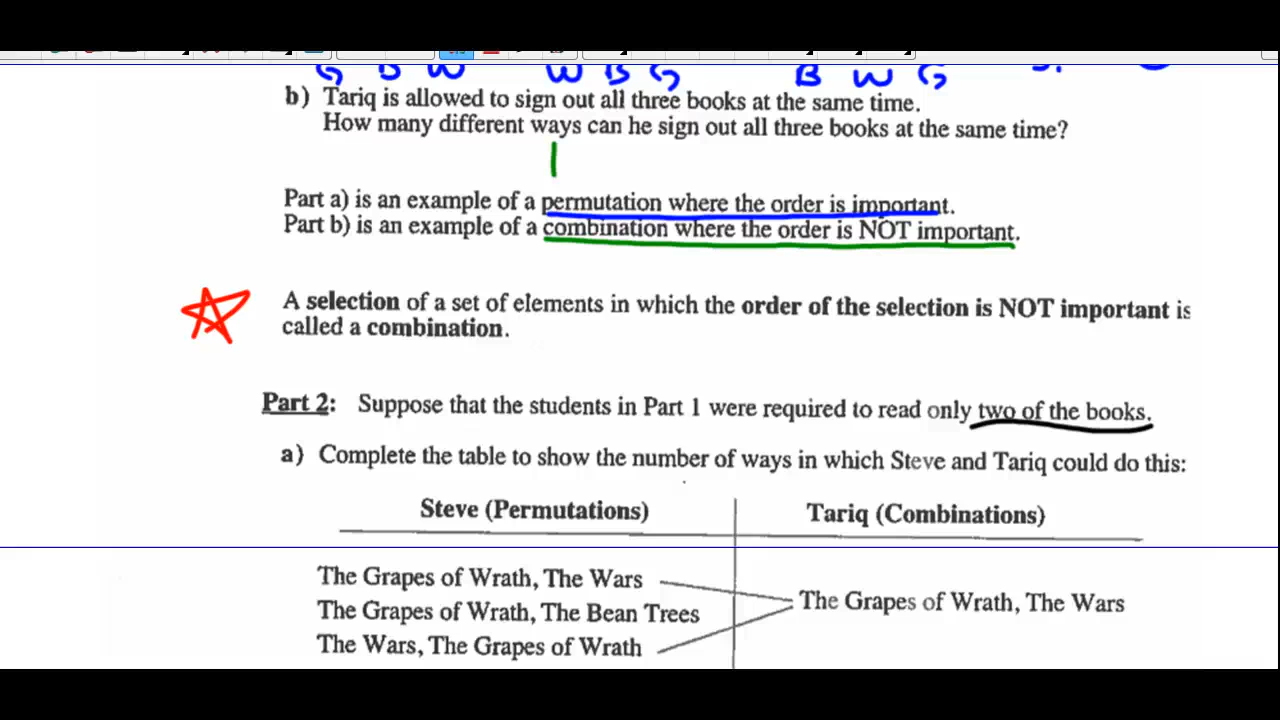 G B W W B G B W G
b) Tariq is allowed to sign out all three books at the same time.
How many different ways can he sign out all three books at the same time?
1
Part a) is an example of a permutation where the order is important.
Part b) is an example of a combination where the order is NOT important.
A selection of a set of elements in which the order of the selection is NOT important is
called a combination.
Part 2: Suppose that the students in Part 1 were required to read only two of the books.
a) Complete the table to show the number of ways in which Steve and Tariq could do this:
Steve (Permutations) Tariq (Combinations)
The Grapes of Wrath, The Wars
The Grapes of Wrath, The Wars
The Grapes of Wrath, The Bean Trees
The Wars, The Grapes of Wrath